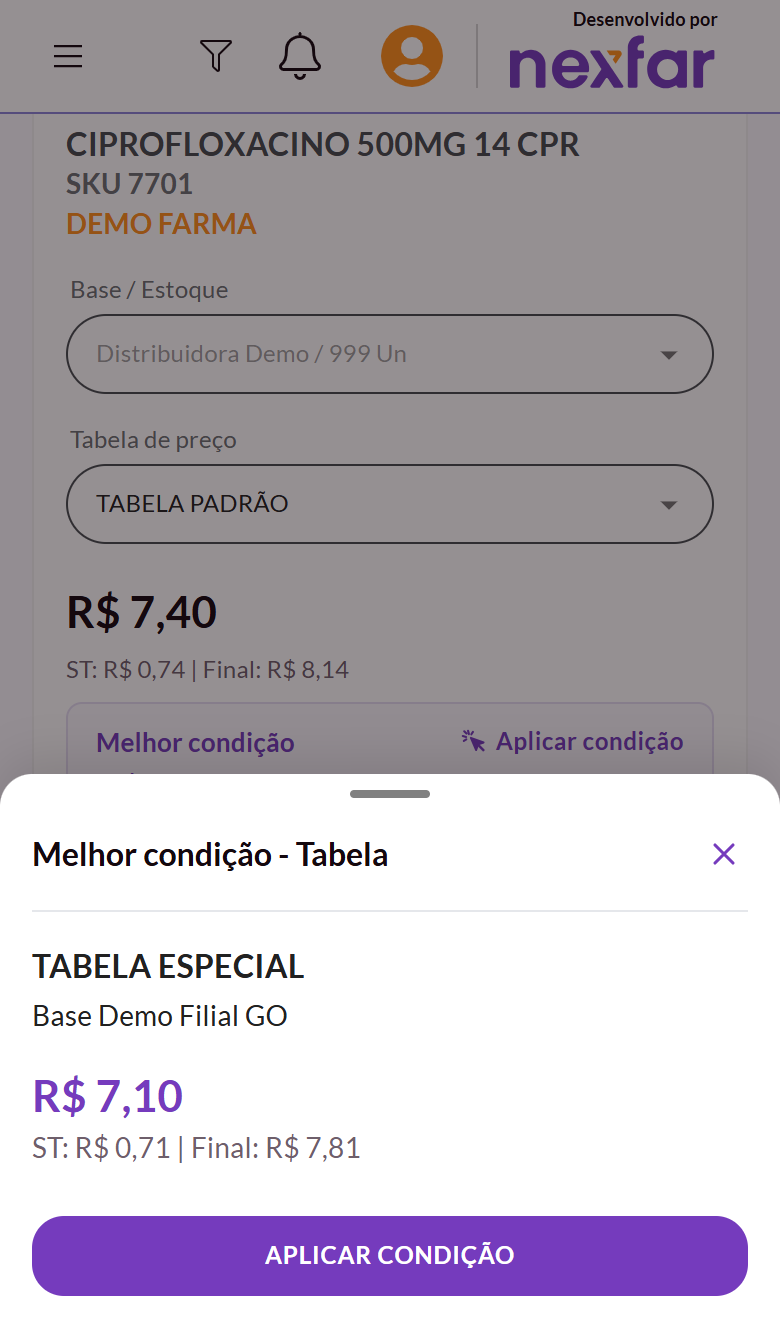 Desenvolvido por
nexfar
CIPROFLOXACINO 500MG 14 CPR
SKU 7701
DEMO FARMA
Base / Estoque
Distribuidora Demo / 999 Un
Tabela de preço
TABELA PADRÃO
R$ 7,40
ST: R$ 0,74 | Final: R$ 8,14
Melhor condição
Aplicar condição
Melhor condição - Tabela
TABELA ESPECIAL
Base Demo Filial GO
R$ 7,10
ST: R$ 0,71 | Final: R$ 7,81
APLICAR CONDIÇÃO